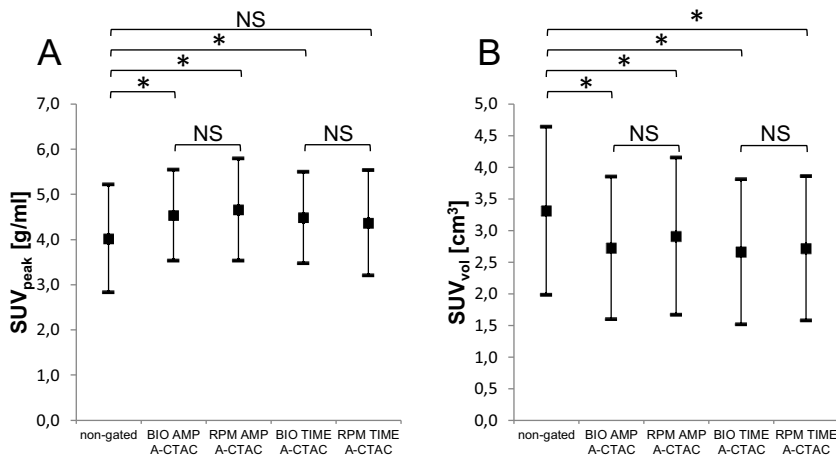 NS
*
*
*
A
NS
NS
SUVpeak [g/ml]
7,0
6,0
5,0
4,0
3,0
2,0
1,0
0,0
non-gated
BIO AMP A-CTAC
RPM AMP A-CTAC
BIO TIME A-CTAC
RPM TIME A-CTAC
*
*
*
*
B
NS
NS
SUVvol [cm³]
5,0
4,5
4,0
3,5
3,0
2,5
2,0
1,5
1,0
0,5
0,0
non-gated
BIO AMP A-CTAC
RPM AMP A-CTAC
BIO TIME A-CTAC
RPM TIME A-CTAC